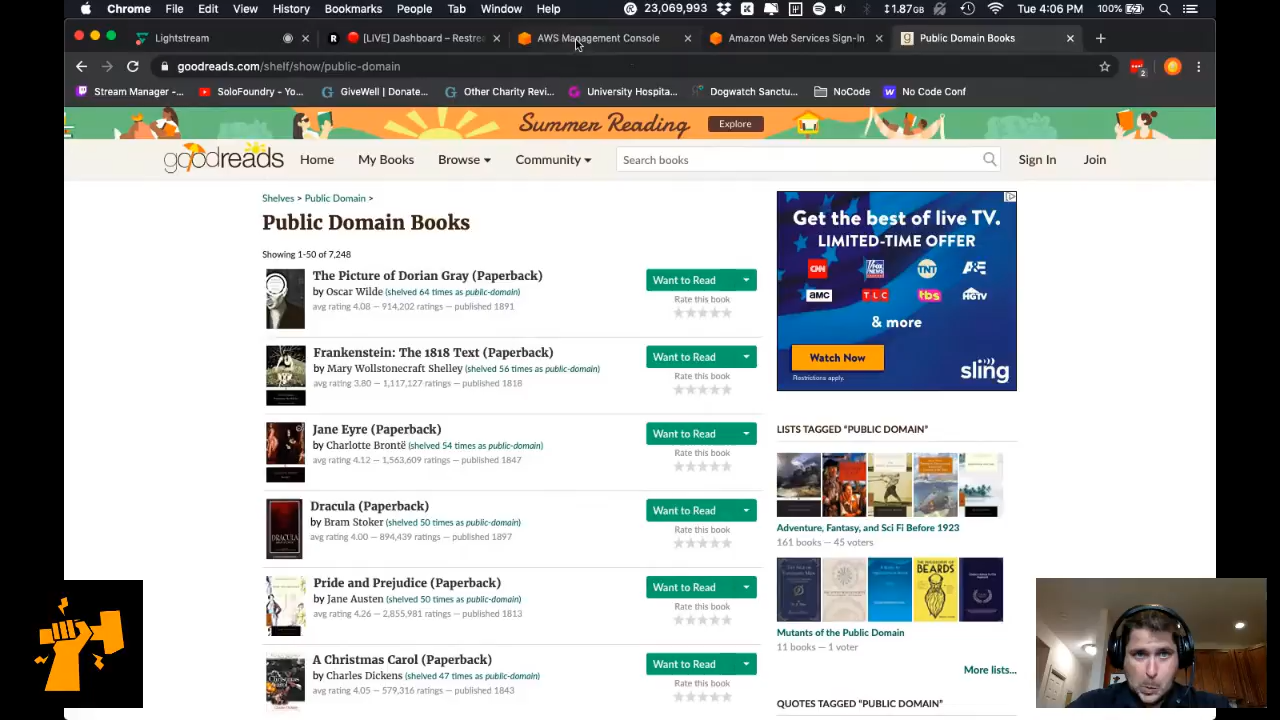 Chrome File Edit View History Bookmarks People Tab Window Help 23,069,993 1.87GB Tue 4:06 PM 100%
Lightstream [LIVE] Dashboard – Restrea AWS Management Console Amazon Web Services Sign-In Public Domain Books
goodreads.com/shelf/show/public-domain 2
Stream Manager -... SoloFoundry - Yo... GiveWell | Donate... Other Charity Revi... University Hospita... Dogwatch Sanctu... NoCode No Code Conf
Summer Reading Explore
goodreads Home My Books Browse Community Search books Sign In Join
Shelves > Public Domain >
Public Domain Books
Showing 1-50 of 7,248
The Picture of Dorian Gray (Paperback)
by Oscar Wilde (shelved 64 times as public-domain)
avg rating 4.08 — 914,202 ratings — published 1891
Want to Read
Rate this book
Frankenstein: The 1818 Text (Paperback)
by Mary Wollstonecraft Shelley (shelved 56 times as public-domain)
avg rating 3.80 — 1,117,127 ratings — published 1818
Want to Read
Rate this book
Jane Eyre (Paperback)
by Charlotte Brontë (shelved 54 times as public-domain)
avg rating 4.12 — 1,563,609 ratings — published 1847
Want to Read
Rate this book
Dracula (Paperback)
by Bram Stoker (shelved 50 times as public-domain)
avg rating 4.00 — 894,439 ratings — published 1897
Want to Read
Rate this book
DRACULA
Pride and Prejudice (Paperback)
by Jane Austen (shelved 50 times as public-domain)
avg rating 4.26 — 2,855,981 ratings — published 1813
Want to Read
Rate this book
A Christmas Carol (Paperback)
by Charles Dickens (shelved 47 times as public-domain)
avg rating 4.05 — 579,316 ratings — published 1843
Want to Read
Rate this book
Get the best of live TV.
LIMITED-TIME OFFER
CNN FOX NEWS TNT A&E
AMC TLC tbs HGTV
& more
Watch Now
Restrictions apply.
sling
LISTS TAGGED “PUBLIC DOMAIN”
Adventure, Fantasy, and Sci Fi Before 1923
161 books — 45 voters
BEARDS
Mutants of the Public Domain
11 books — 1 voter
More lists...
QUOTES TAGGED “PUBLIC DOMAIN”